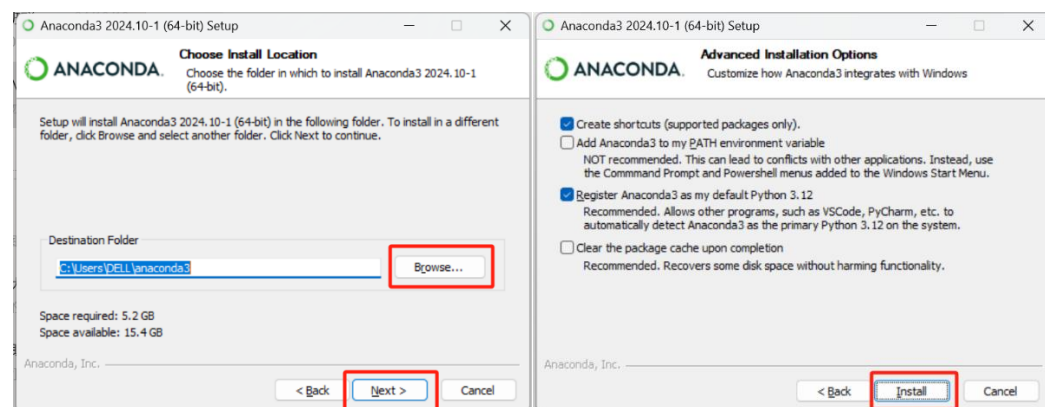 Anaconda3 2024.10-1 (64-bit) Setup
ANACONDA.
Choose Install Location
Choose the folder in which to install Anaconda3 2024.10-1
(64-bit).
Setup will install Anaconda3 2024.10-1 (64-bit) in the following folder. To install in a different
folder, click Browse and select another folder. Click Next to continue.
Destination Folder
C:\Users\DELL\anaconda3
Browse...
Space required: 5.2 GB
Space available: 15.4 GB
Anaconda, Inc.
< Back
Next >
Cancel
Anaconda3 2024.10-1 (64-bit) Setup
ANACONDA.
Advanced Installation Options
Customize how Anaconda3 integrates with Windows
Create shortcuts (supported packages only).
Add Anaconda3 to my PATH environment variable
NOT recommended. This can lead to conflicts with other applications. Instead, use
the Commmand Prompt and Powershell menus added to the Windows Start Menu.
Register Anaconda3 as my default Python 3.12
Recommended. Allows other programs, such as VSCode, PyCharm, etc. to
automatically detect Anaconda3 as the primary Python 3.12 on the system.
Clear the package cache upon completion
Recommended. Recovers some disk space without harming functionality.
Anaconda, Inc.
< Back
Install
Cancel